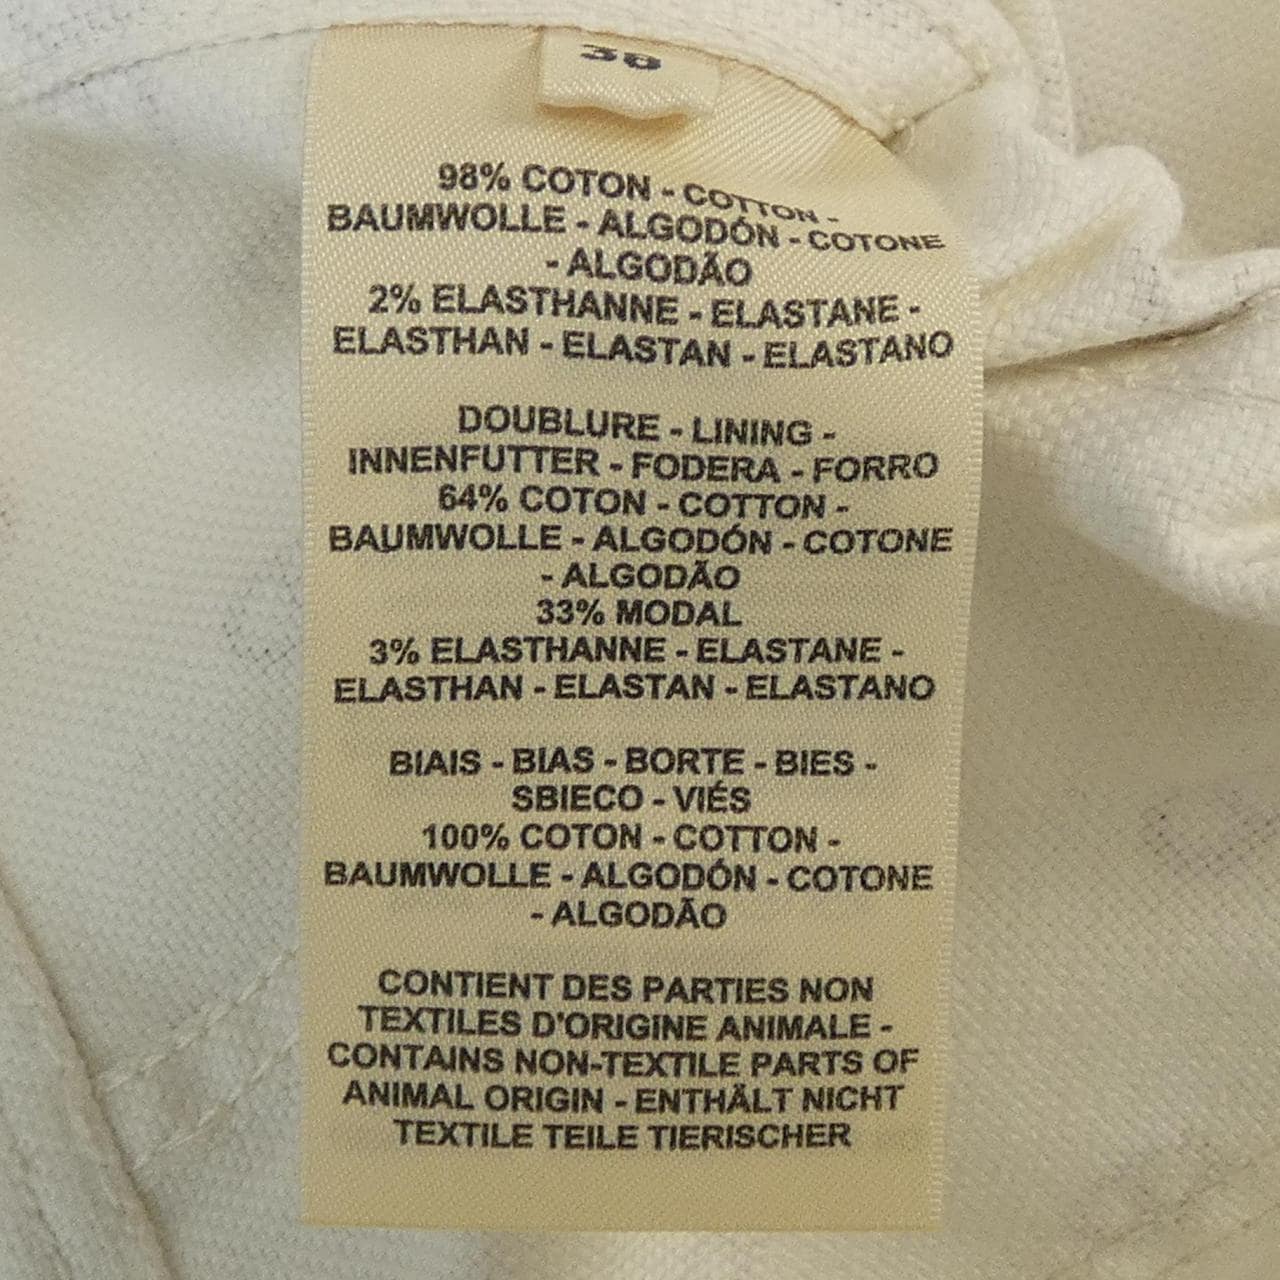 98% COTON - COTTON -
BAUMWOLLE - ALGODÓN - COTONE
- ALGODÃO
2% ELASTHANNE - ELASTANE -
ELASTHAN - ELASTAN - ELASTANO
DOUBLURE - LINING -
INNENFUTTER - FODERA - FORRO
64% COTON - COTTON -
BAUMWOLLE - ALGODÓN - COTONE
- ALGODÃO
33% MODAL
3% ELASTHANNE - ELASTANE -
ELASTHAN - ELASTAN - ELASTANO
BIAIS - BIAS - BORTE - BIES -
SBIECO - VIÉS
100% COTON - COTTON -
BAUMWOLLE - ALGODÓN - COTONE
- ALGODÃO
CONTIENT DES PARTIES NON
TEXTILES D'ORIGINE ANIMALE -
CONTAINS NON-TEXTILE PARTS OF
ANIMAL ORIGIN - ENTHÄLT NICHT
TEXTILE TEILE TIERISCHER